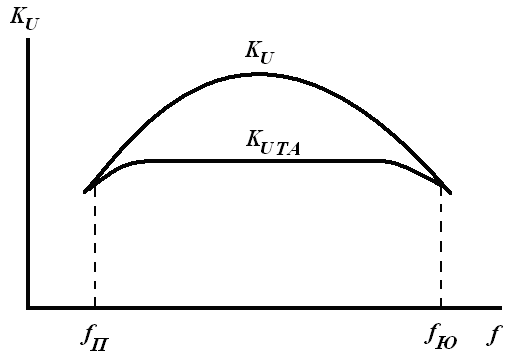 K_U
K_U
K_UTA
f_П f_Ю f